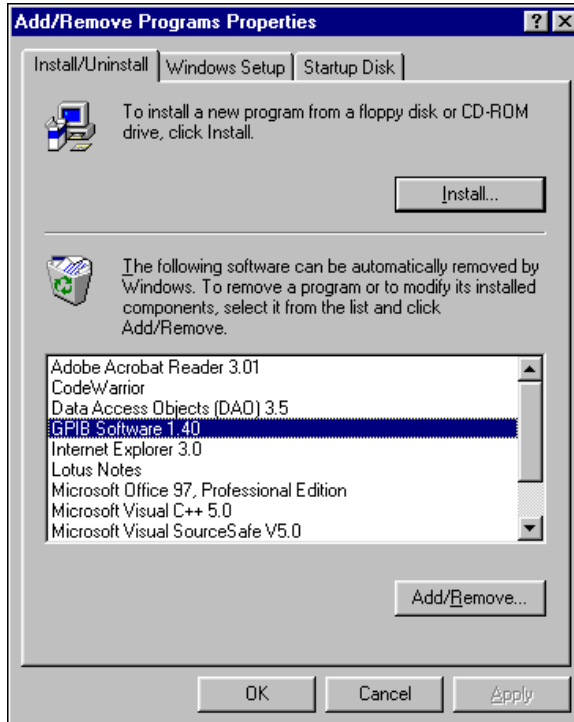 Add/Remove Programs Properties
Install/Uninstall Windows Setup Startup Disk
To install a new program from a floppy disk or CD-ROM
drive, click Install.
Install...
The following software can be automatically removed by
Windows. To remove a program or to modify its installed
components, select it from the list and click
Add/Remove.
Adobe Acrobat Reader 3.01
CodeWarrior
Data Access Objects (DAO) 3.5
GPIB Software 1.40
Internet Explorer 3.0
Lotus Notes
Microsoft Office 97, Professional Edition
Microsoft Visual C++ 5.0
Microsoft Visual SourceSafe V5.0
Add/Remove...
OK Cancel Apply